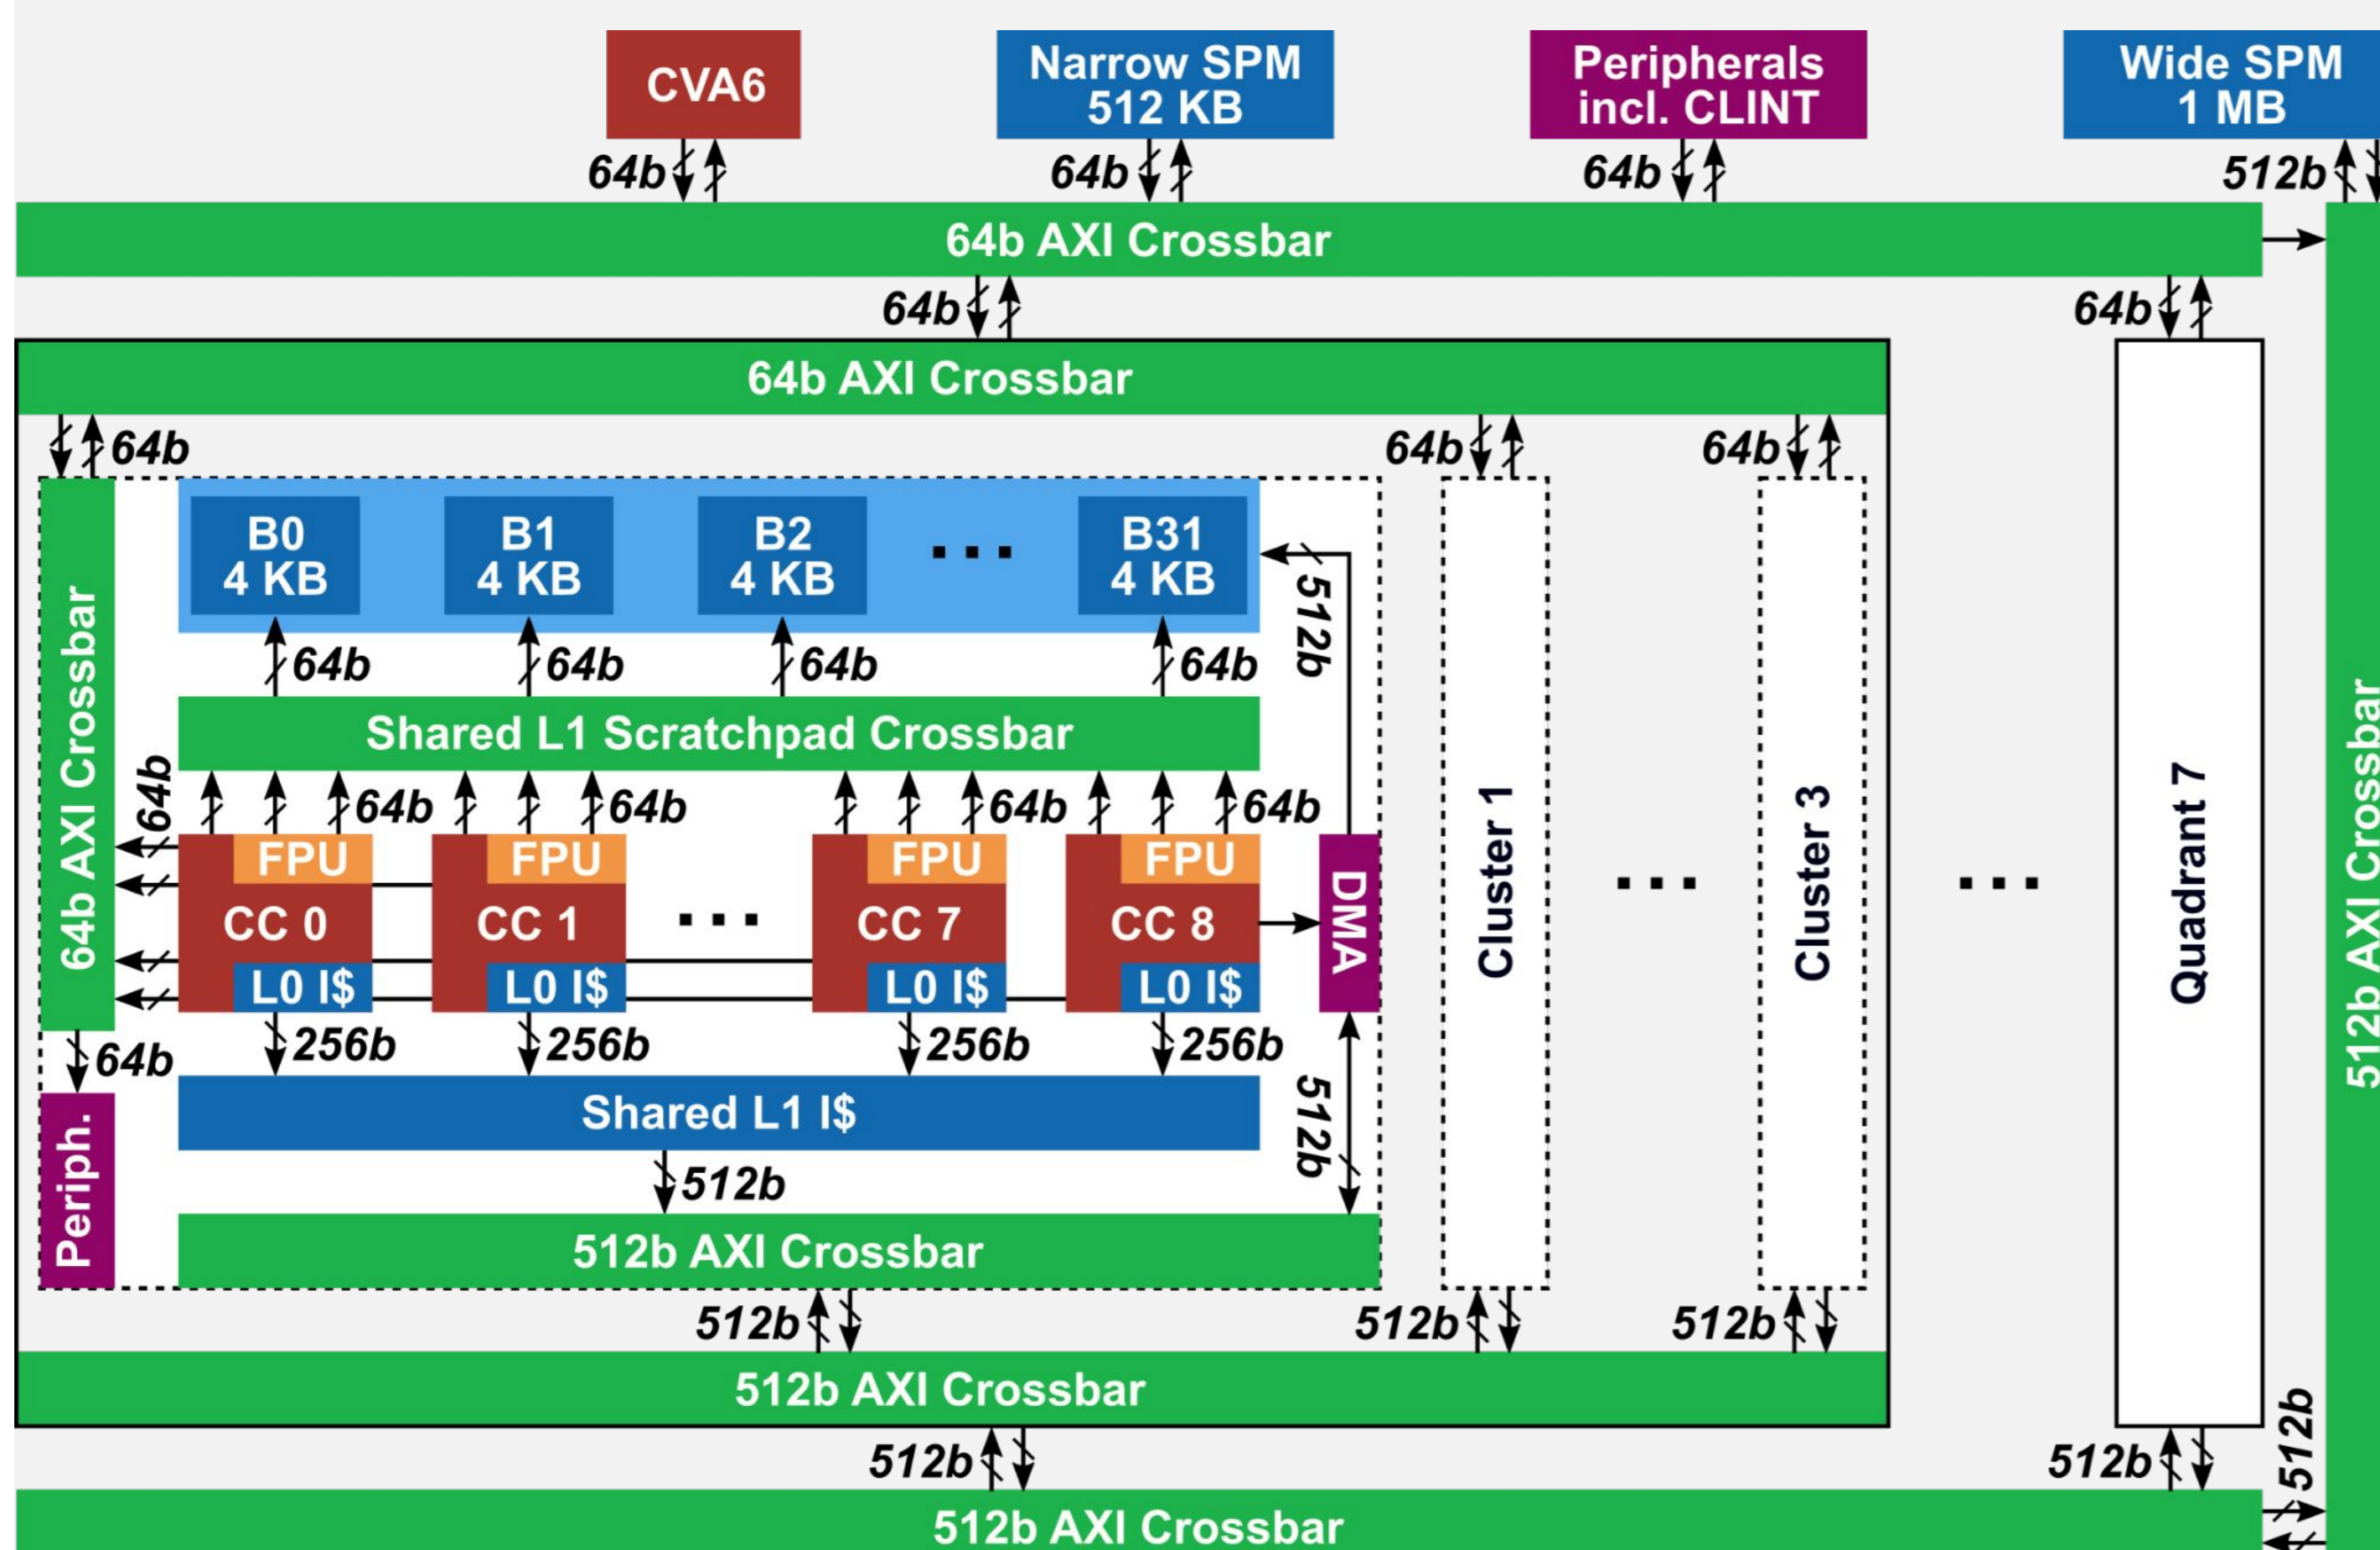 CVA6
Narrow SPM
512 KB
Peripherals
incl. CLINT
Wide SPM
1 MB
64b
64b
64b
512b
64b AXI Crossbar
64b
64b
64b AXI Crossbar
64b
64b
64b
B0
4 KB
B1
4 KB
B2
4 KB
...
B31
4 KB
512b
64b
64b
64b
64b
Shared L1 Scratchpad Crossbar
64b AXI Crossbar
64b
64b
64b
64b
64b
FPU
CC 0
L0 I$
FPU
CC 1
L0 I$
...
FPU
CC 7
L0 I$
FPU
CC 8
L0 I$
DMA
256b
256b
256b
256b
64b
Periph.
Shared L1 I$
512b
512b
512b AXI Crossbar
Cluster 1
...
Cluster 3
...
Quadrant 7
512b AXI Crossbar
512b
512b
512b
512b AXI Crossbar
512b
512b
512b
512b AXI Crossbar